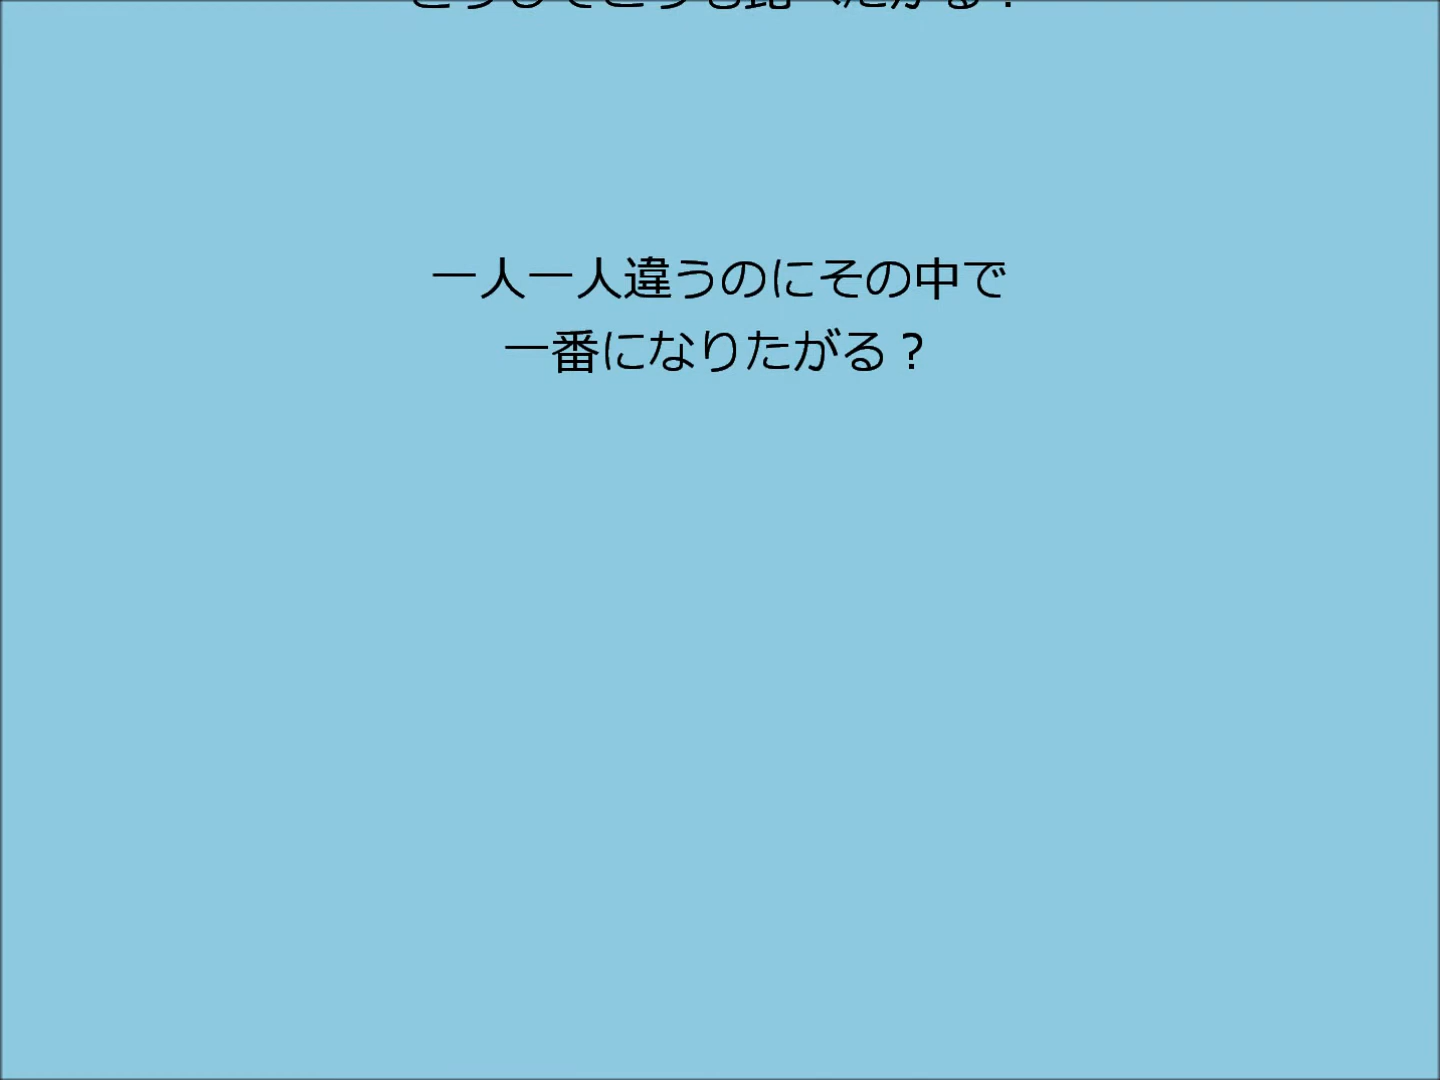 一人一人違うのにその中で
一番になりたがる？